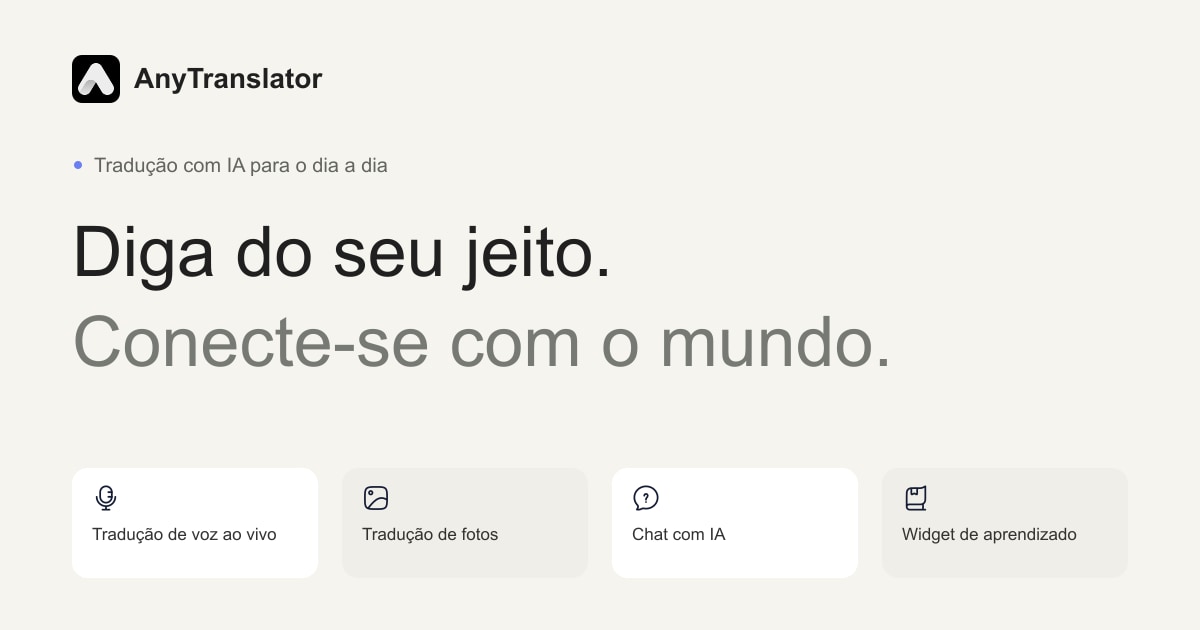 AnyTranslator
Tradução com IA para o dia a dia
Diga do seu jeito.
Conecte-se com o mundo.
Tradução de voz ao vivo
Tradução de fotos
Chat com IA
Widget de aprendizado